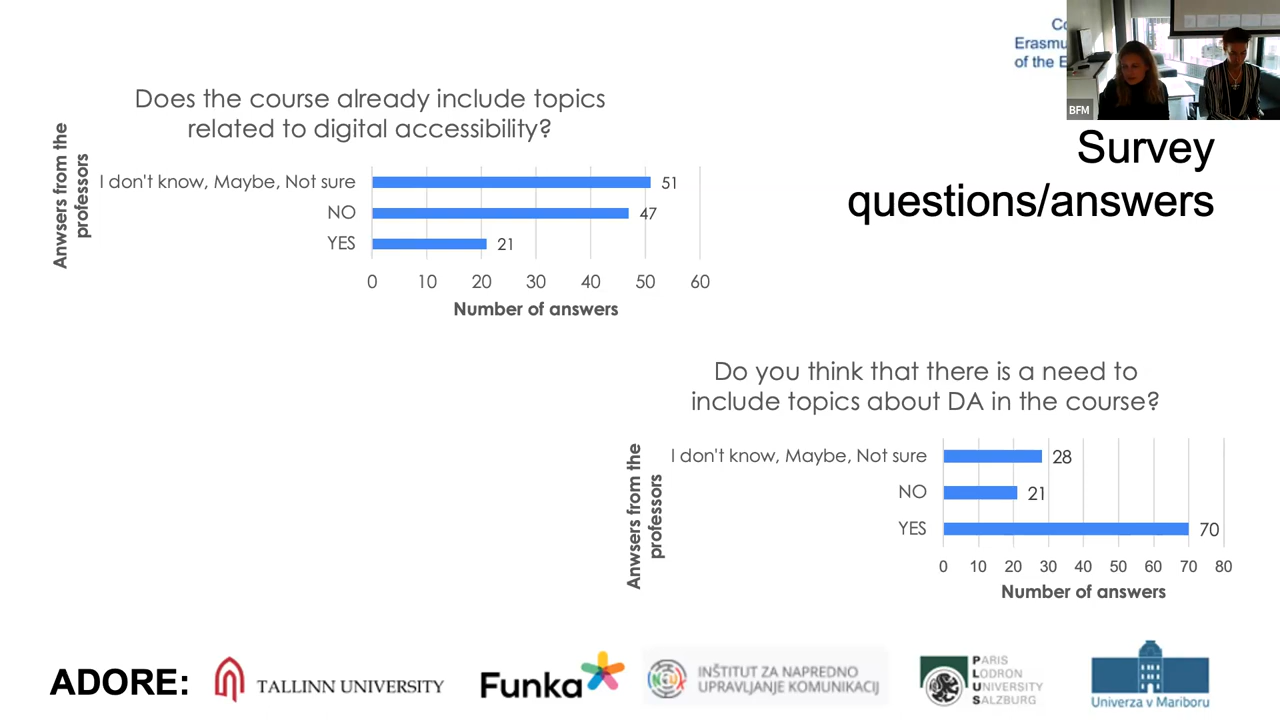 Erasmu
of the E
BFM
Survey
questions/answers
Does the course already include topics
related to digital accessibility?
Anwsers from the
professors
I don't know, Maybe, Not sure
51
NO
47
YES
21
0 10 20 30 40 50 60
Number of answers
Do you think that there is a need to
include topics about DA in the course?
Anwsers from the
professors
I don't know, Maybe, Not sure
28
NO
21
YES
70
0 10 20 30 40 50 60 70 80
Number of answers
ADORE:
TALLINN UNIVERSITY
Funka
INŠTITUT ZA NAPREDNO
UPRAVLJANJE KOMUNIKACIJ
PARIS
LODRON
UNIVERSITY
SALZBURG
PLUS
Univerza v Mariboru